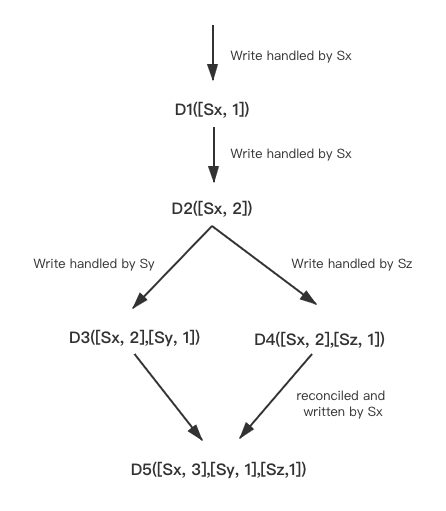 Write handled by Sx
D1([Sx, 1])
Write handled by Sx
D2([Sx, 2])
Write handled by Sy
Write handled by Sz
D3([Sx, 2],[Sy, 1])
D4([Sx, 2],[Sz, 1])
reconciled and
written by Sx
D5([Sx, 3],[Sy, 1],[Sz,1])